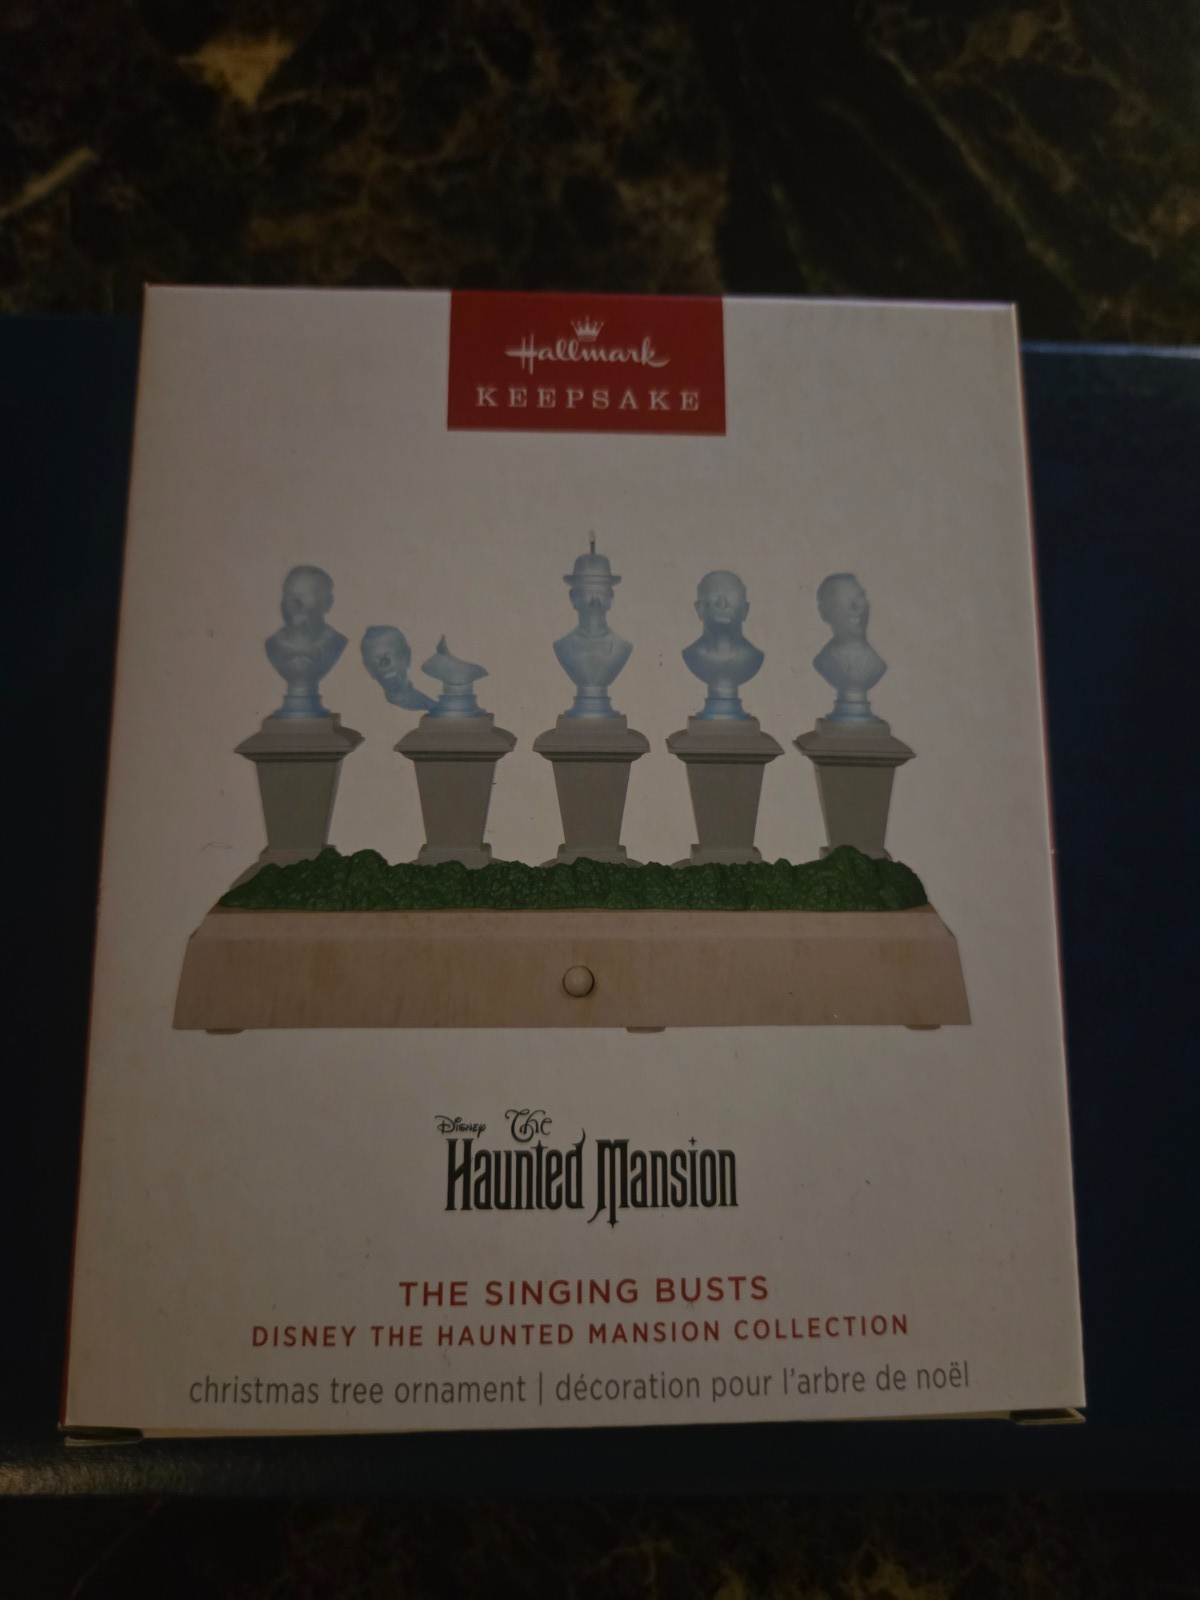 Hallmark
KEEPSAKE
Disney The
Haunted Mansion
THE SINGING BUSTS
DISNEY THE HAUNTED MANSION COLLECTION
christmas tree ornament | décoration pour l'arbre de noël